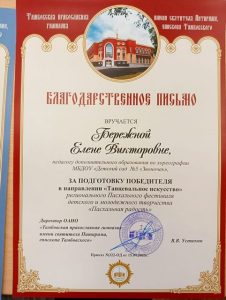 Тамбовская православная гимназия
имени святителя Питирима, епископа Тамбовского
БЛАГОДАРСТВЕННОЕ ПИСЬМО
ВРУЧАЕТСЯ
Бережной
Елене Викторовне,
педагогу дополнительного образования по хореографии
МБДОУ «Детский сад №5 «Звоночек»,
ЗА ПОДГОТОВКУ ПОБЕДИТЕЛЯ
в направлении «Танцевальное искусство»
регионального Пасхального фестиваля
детского и молодежного творчества
«Пасхальная радость»
Директор ОАНО
«Тамбовская православная гимназия
имени святителя Питирима,
епископа Тамбовского»
В.В. Устинов
Приказ